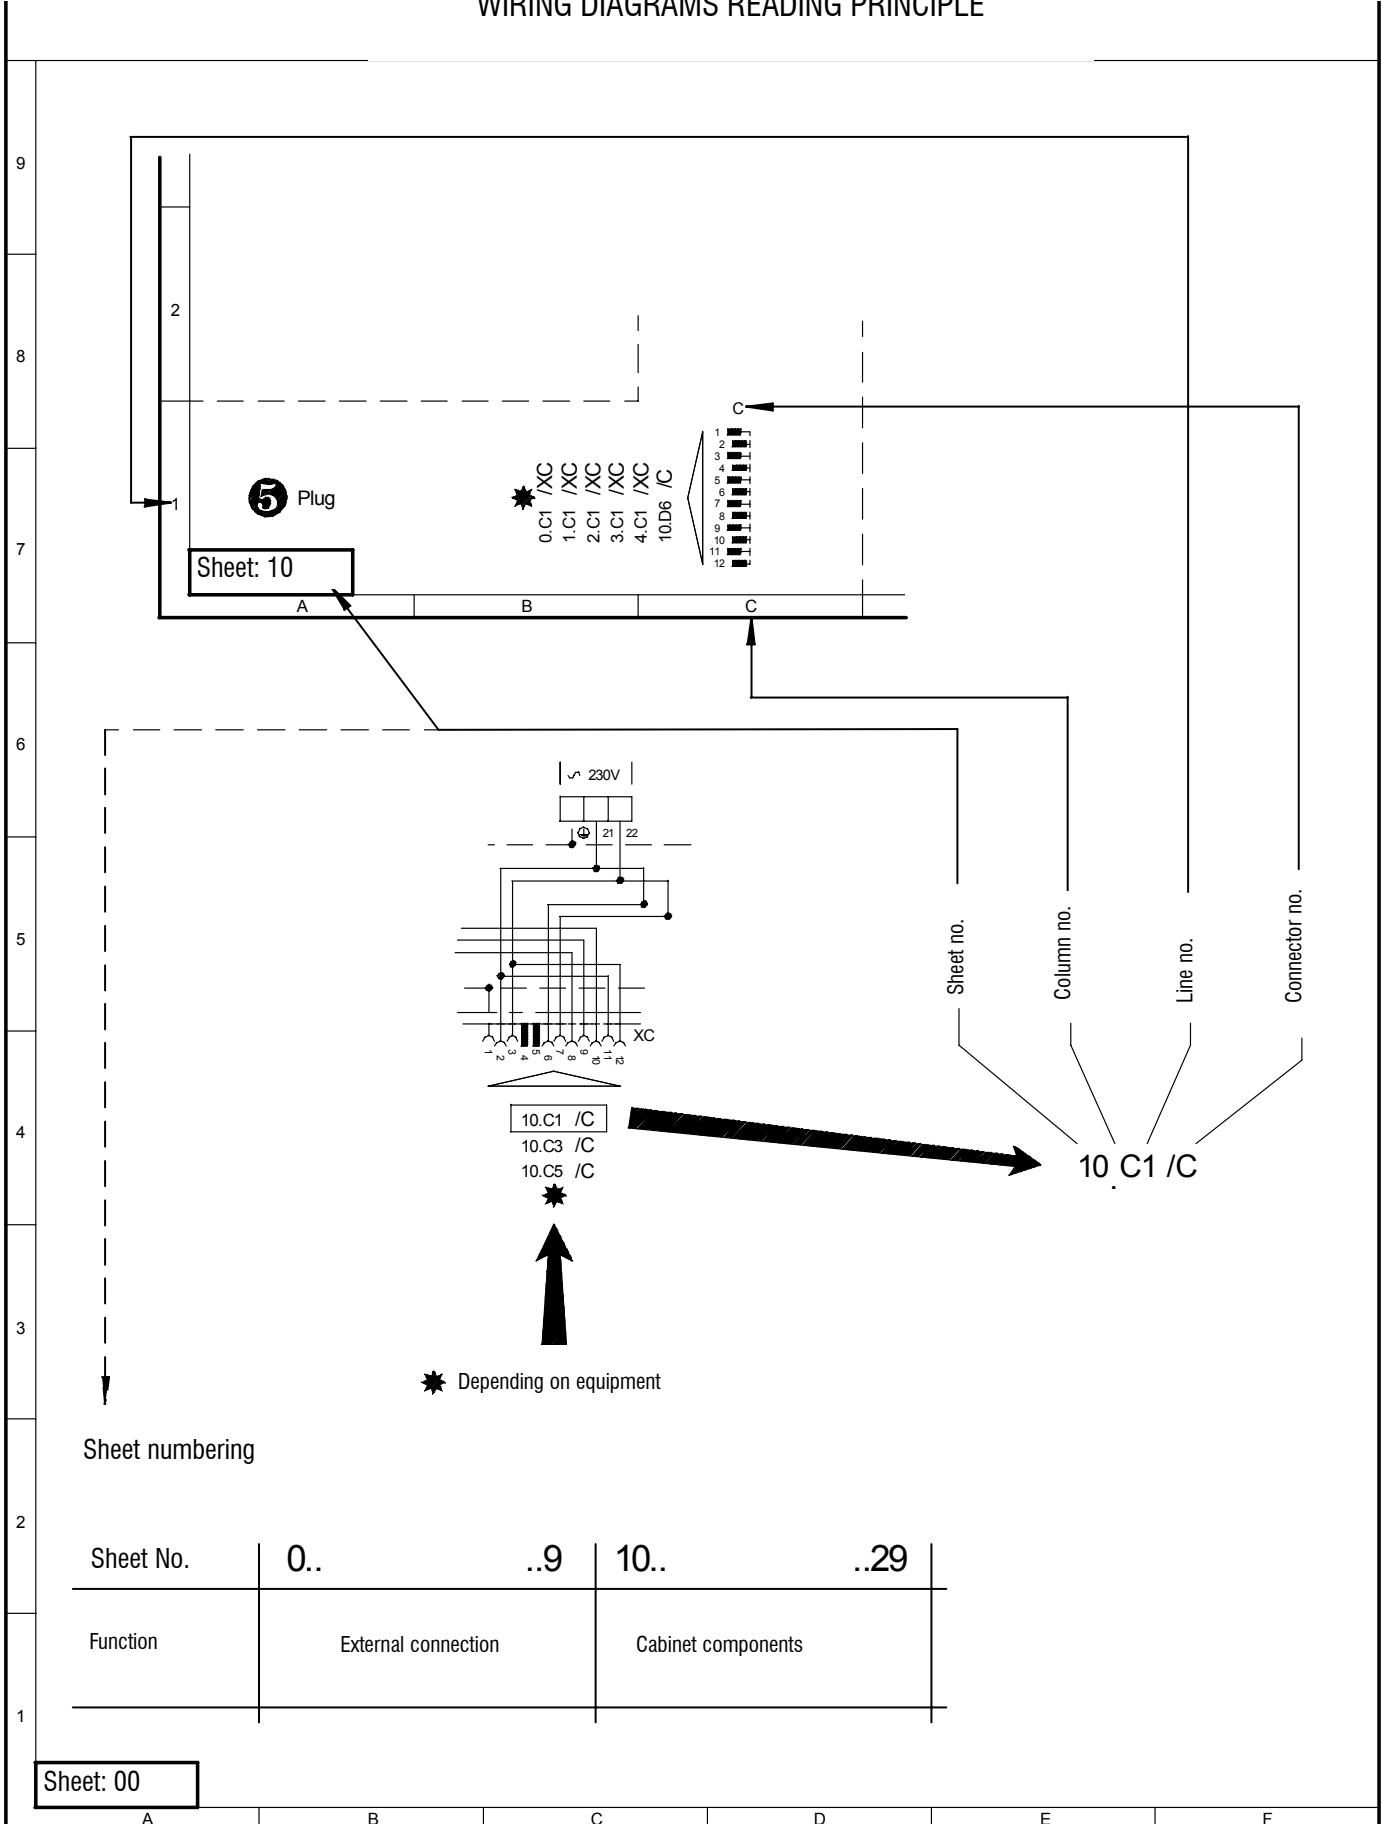 WIRING DIAGRAMS READING PRINCIPLE
9
2
8
C
1
2
3
4
5
6
7
8
9
10
11
12
0.C1 /XC
1.C1 /XC
2.C1 /XC
3.C1 /XC
4.C1 /XC
10.D6 /C
5 Plug
1
7
Sheet: 10
A B C
6
230V
21 22
5
Sheet no.
Column no.
Line no.
Connector no.
XC
1 2 3 4 5 6 7 8 9 10 11 12
10.C1 /C
4
10.C3 /C
10.C5 /C
10.C1 /C
3
Depending on equipment
Sheet numbering
2
Sheet No. 0.. ..9 10.. ..29
Function External connection Cabinet components
1
Sheet: 00
A B C D E F